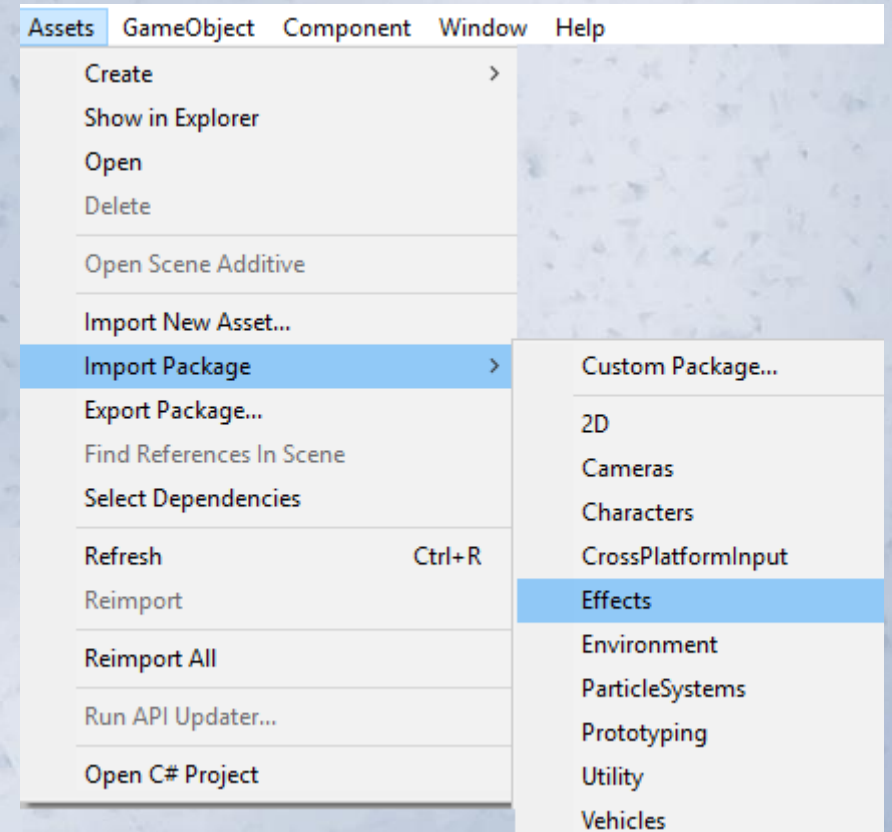 Assets GameObject Component Window Help
Create >
Show in Explorer
Open
Delete
Open Scene Additive
Import New Asset...
Import Package >
Export Package...
Find References In Scene
Select Dependencies
Refresh Ctrl+R
Reimport
Reimport All
Run API Updater...
Open C# Project
Custom Package...
2D
Cameras
Characters
CrossPlatformInput
Effects
Environment
ParticleSystems
Prototyping
Utility
Vehicles